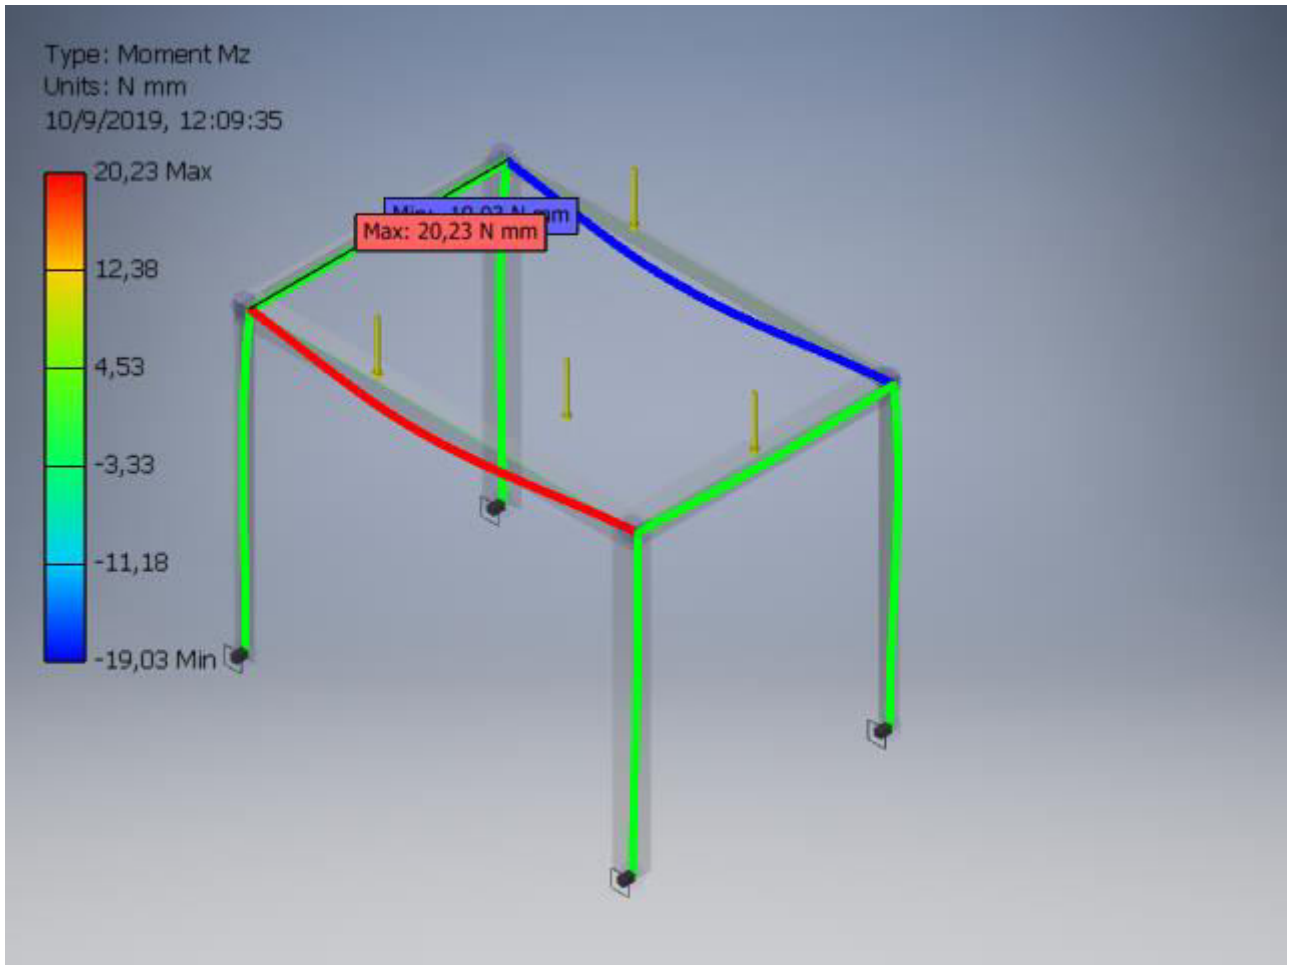 Type: Moment Mz
Units: N mm
10/9/2019, 12:09:35
20,23 Max
12,38
4,53
-3,33
-11,18
-19,03 Min
Max: 20,23 N mm